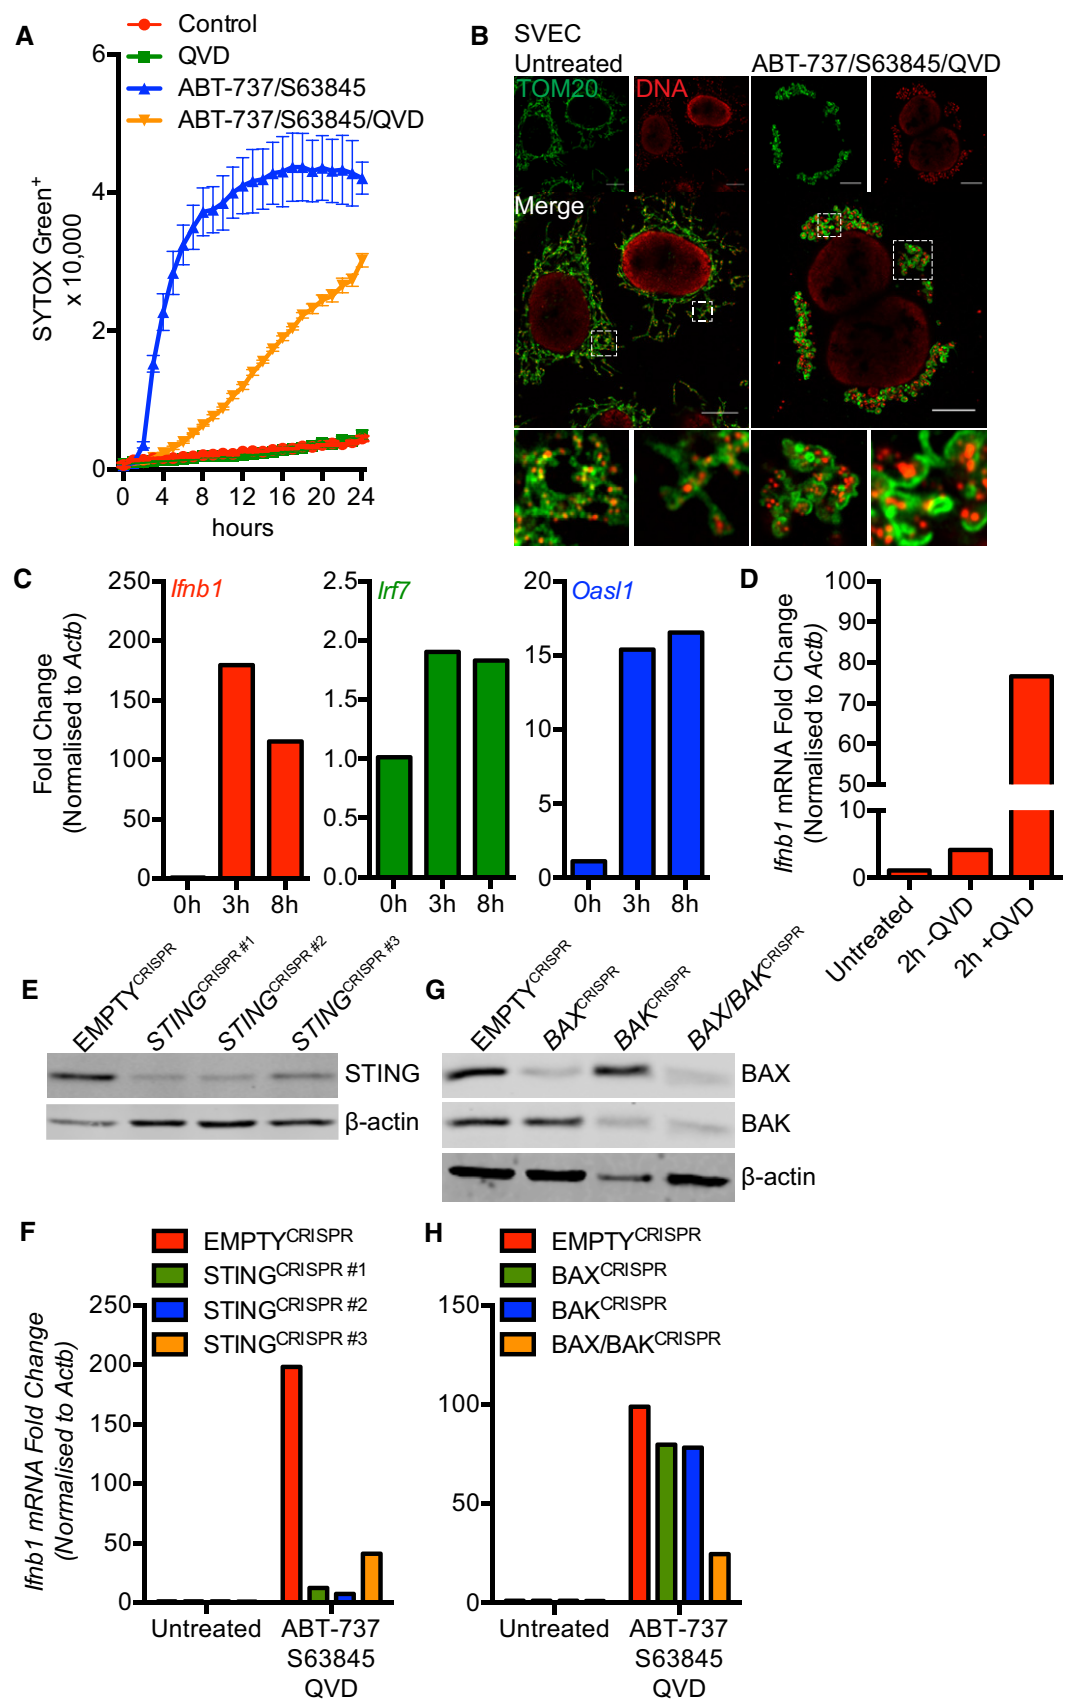 A
Control
QVD
ABT-737/S63845
ABT-737/S63845/QVD
6
4
2
0
SYTOX Green+
x 10,000
0 4 8 12 16 20 24
hours
B
SVEC
Untreated
ABT-737/S63845/QVD
TOM20
DNA
Merge
C
Fold Change
(Normalised to Actb)
250
200
150
100
50
0
Ifnb1
0h 3h 8h
2.5
2.0
1.5
1.0
0.5
0.0
Irf7
0h 3h 8h
20
15
10
5
0
Oasl1
0h 3h 8h
D
Ifnb1 mRNA Fold Change
(Normalised to Actb)
100
90
80
70
60
50
10
0
Untreated
2h -QVD
2h +QVD
E
EMPTYCRISPR
STINGCRISPR #1
STINGCRISPR #2
STINGCRISPR #3
STING
β-actin
G
EMPTYCRISPR
BAXCRISPR
BAKCRISPR
BAX/BAKCRISPR
BAX
BAK
β-actin
F
EMPTYCRISPR
STINGCRISPR #1
STINGCRISPR #2
STINGCRISPR #3
Ifnb1 mRNA Fold Change
(Normalised to Actb)
250
200
150
100
50
0
Untreated
ABT-737
S63845
QVD
H
EMPTYCRISPR
BAXCRISPR
BAKCRISPR
BAX/BAKCRISPR
150
100
50
0
Untreated
ABT-737
S63845
QVD